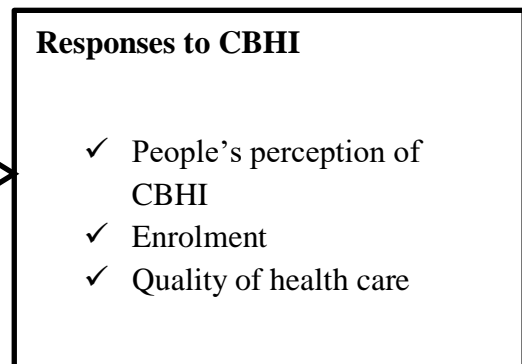 Responses to CBHI
✓ People’s perception of
CBHI
✓ Enrolment
✓ Quality of health care